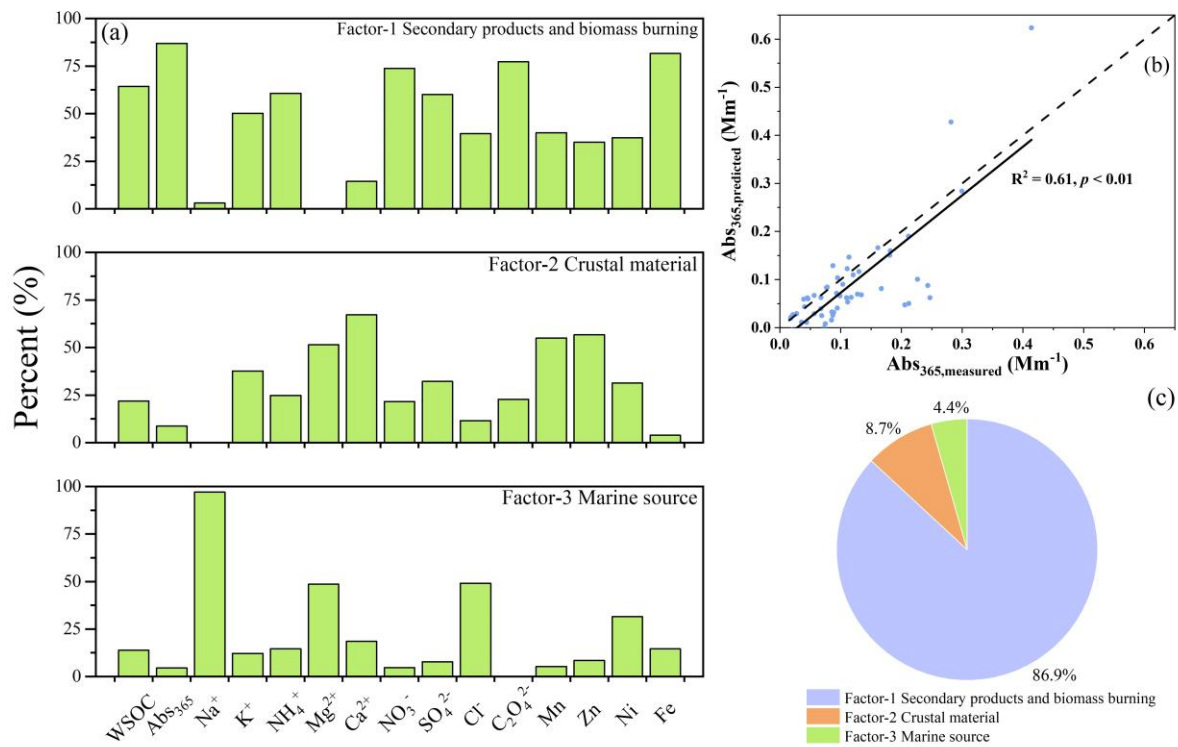 (a)
Factor-1 Secondary products and biomass burning
100
75
50
25
0
Factor-2 Crustal material
100
50
25
0
Factor-3 Marine source
100
75
50
25
0
Percent (%)
WSOC Abs₃₆₅ Na⁺ K⁺ NH₄⁺ Mg²⁺ Ca²⁺ NO₃⁻ SO₄²⁻ Cl⁻ C₂O₄²⁻ Mn Zn Ni Fe
(b)
0.6
0.5
0.4
0.3
0.2
0.1
0.0
Abs₃₆₅,predicted (Mm⁻¹)
R² = 0.61, p < 0.01
0.0 0.1 0.2 0.3 0.4 0.5 0.6
Abs₃₆₅,measured (Mm⁻¹)
(c)
4.4%
8.7%
86.9%
Factor-1 Secondary products and biomass burning
Factor-2 Crustal material
Factor-3 Marine source